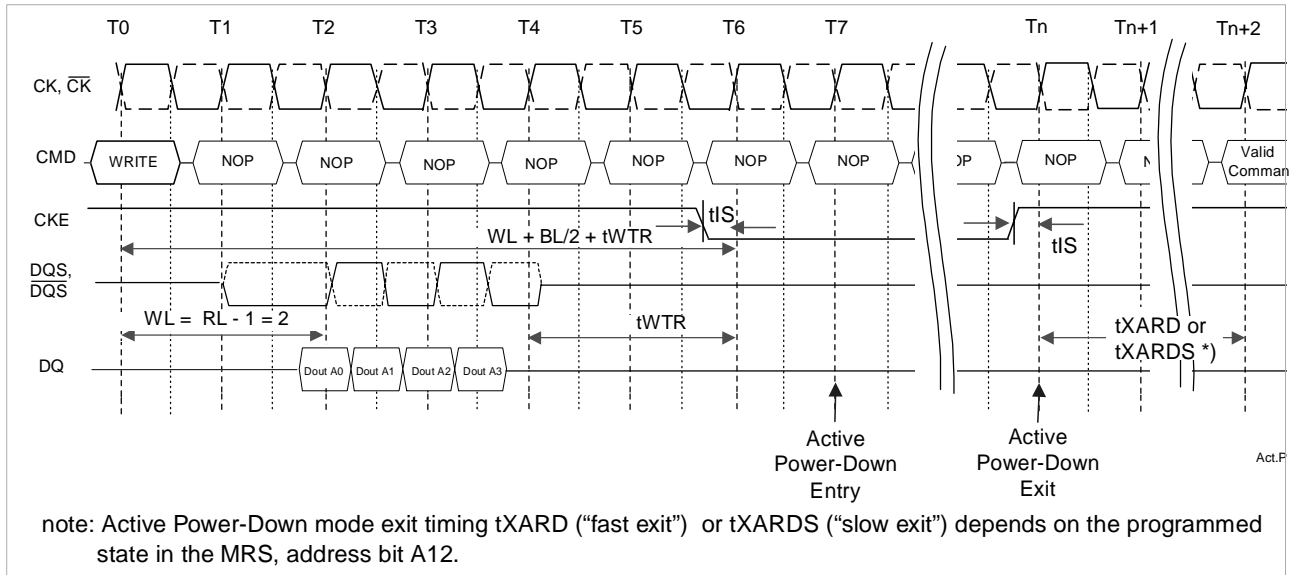 T0 T1 T2 T3 T4 T5 T6 T7 Tn Tn+1 Tn+2
CK, CK
CMD WRITE NOP NOP NOP NOP NOP NOP NOP OP NOP N Valid
Comman
CKE tIS
WL + BL/2 + tWTR
tIS
DQS,
DQS
WL = RL - 1 = 2
tWTR
tXARD or
tXARDS *)
DQ Dout A0 Dout A1 Dout A2 Dout A3
Active
Power-Down
Entry
Active
Power-Down
Exit
Act.P
note: Active Power-Down mode exit timing tXARD (“fast exit”) or tXARDS (“slow exit”) depends on the programmed
state in the MRS, address bit A12.